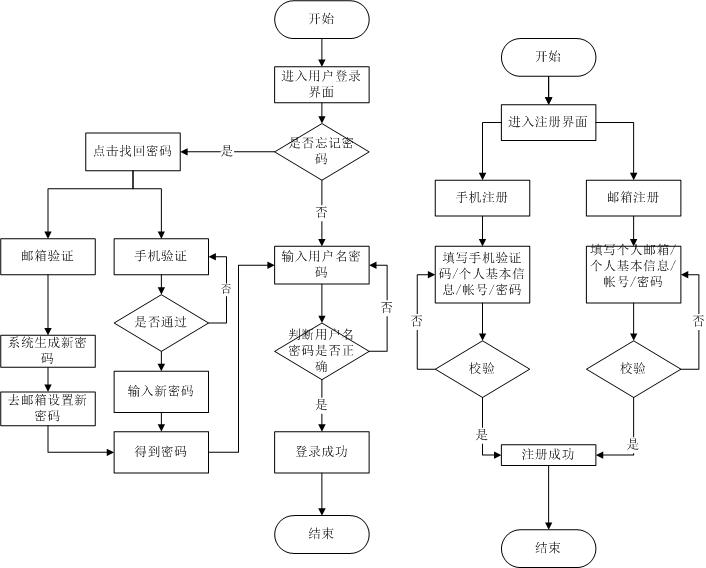 开始
进入用户登录
界面
是否忘记密
码
是
点击找回密码
否
邮箱验证
手机验证
输入用户名密
码
否
是否通过
否
系统生成新密
码
判断用户名
密码是否正
确
输入新密码
去邮箱设置新
密码
是
得到密码
登录成功
结束
开始
进入注册界面
手机注册
邮箱注册
填写手机验证
码/个人基本信
息/帐号/密码
填写个人邮箱/
个人基本信息/
帐号/密码
否
否
校验
校验
是
是
注册成功
结束